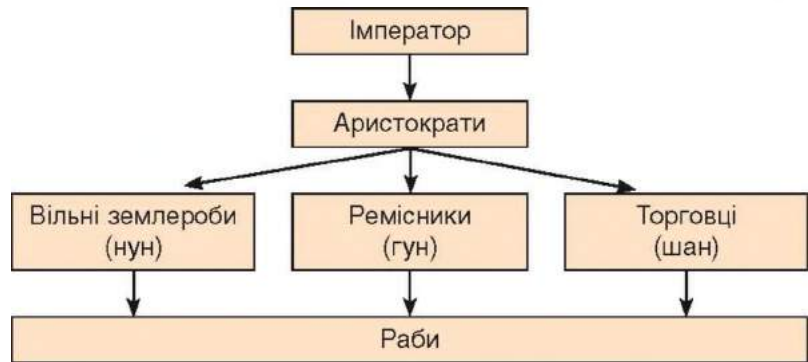 Імператор
Аристократи
Вільні землероби
(нун)
Ремісники
(гун)
Торговці
(шан)
Раби